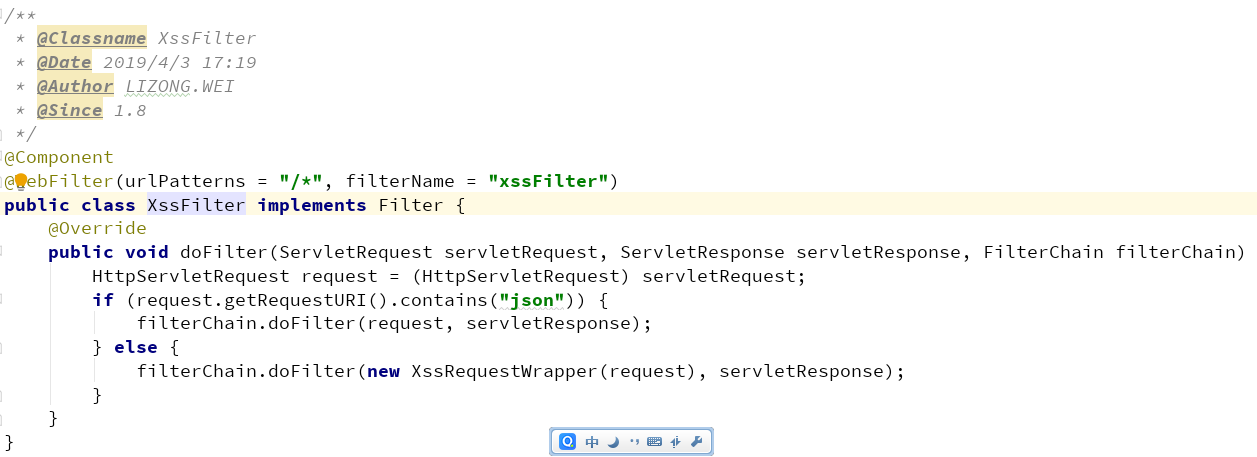 /**
 * @Classname XssFilter
 * @Date 2019/4/3 17:19
 * @Author LIZONG.WEI
 * @Since 1.8
 */
@Component
@WebFilter(urlPatterns = "/*", filterName = "xssFilter")
public class XssFilter implements Filter {
    @Override
    public void doFilter(ServletRequest servletRequest, ServletResponse servletResponse, FilterChain filterChain)
        HttpServletRequest request = (HttpServletRequest) servletRequest;
        if (request.getRequestURI().contains("json")) {
            filterChain.doFilter(request, servletResponse);
        } else {
            filterChain.doFilter(new XssRequestWrapper(request), servletResponse);
        }
    }
}
中